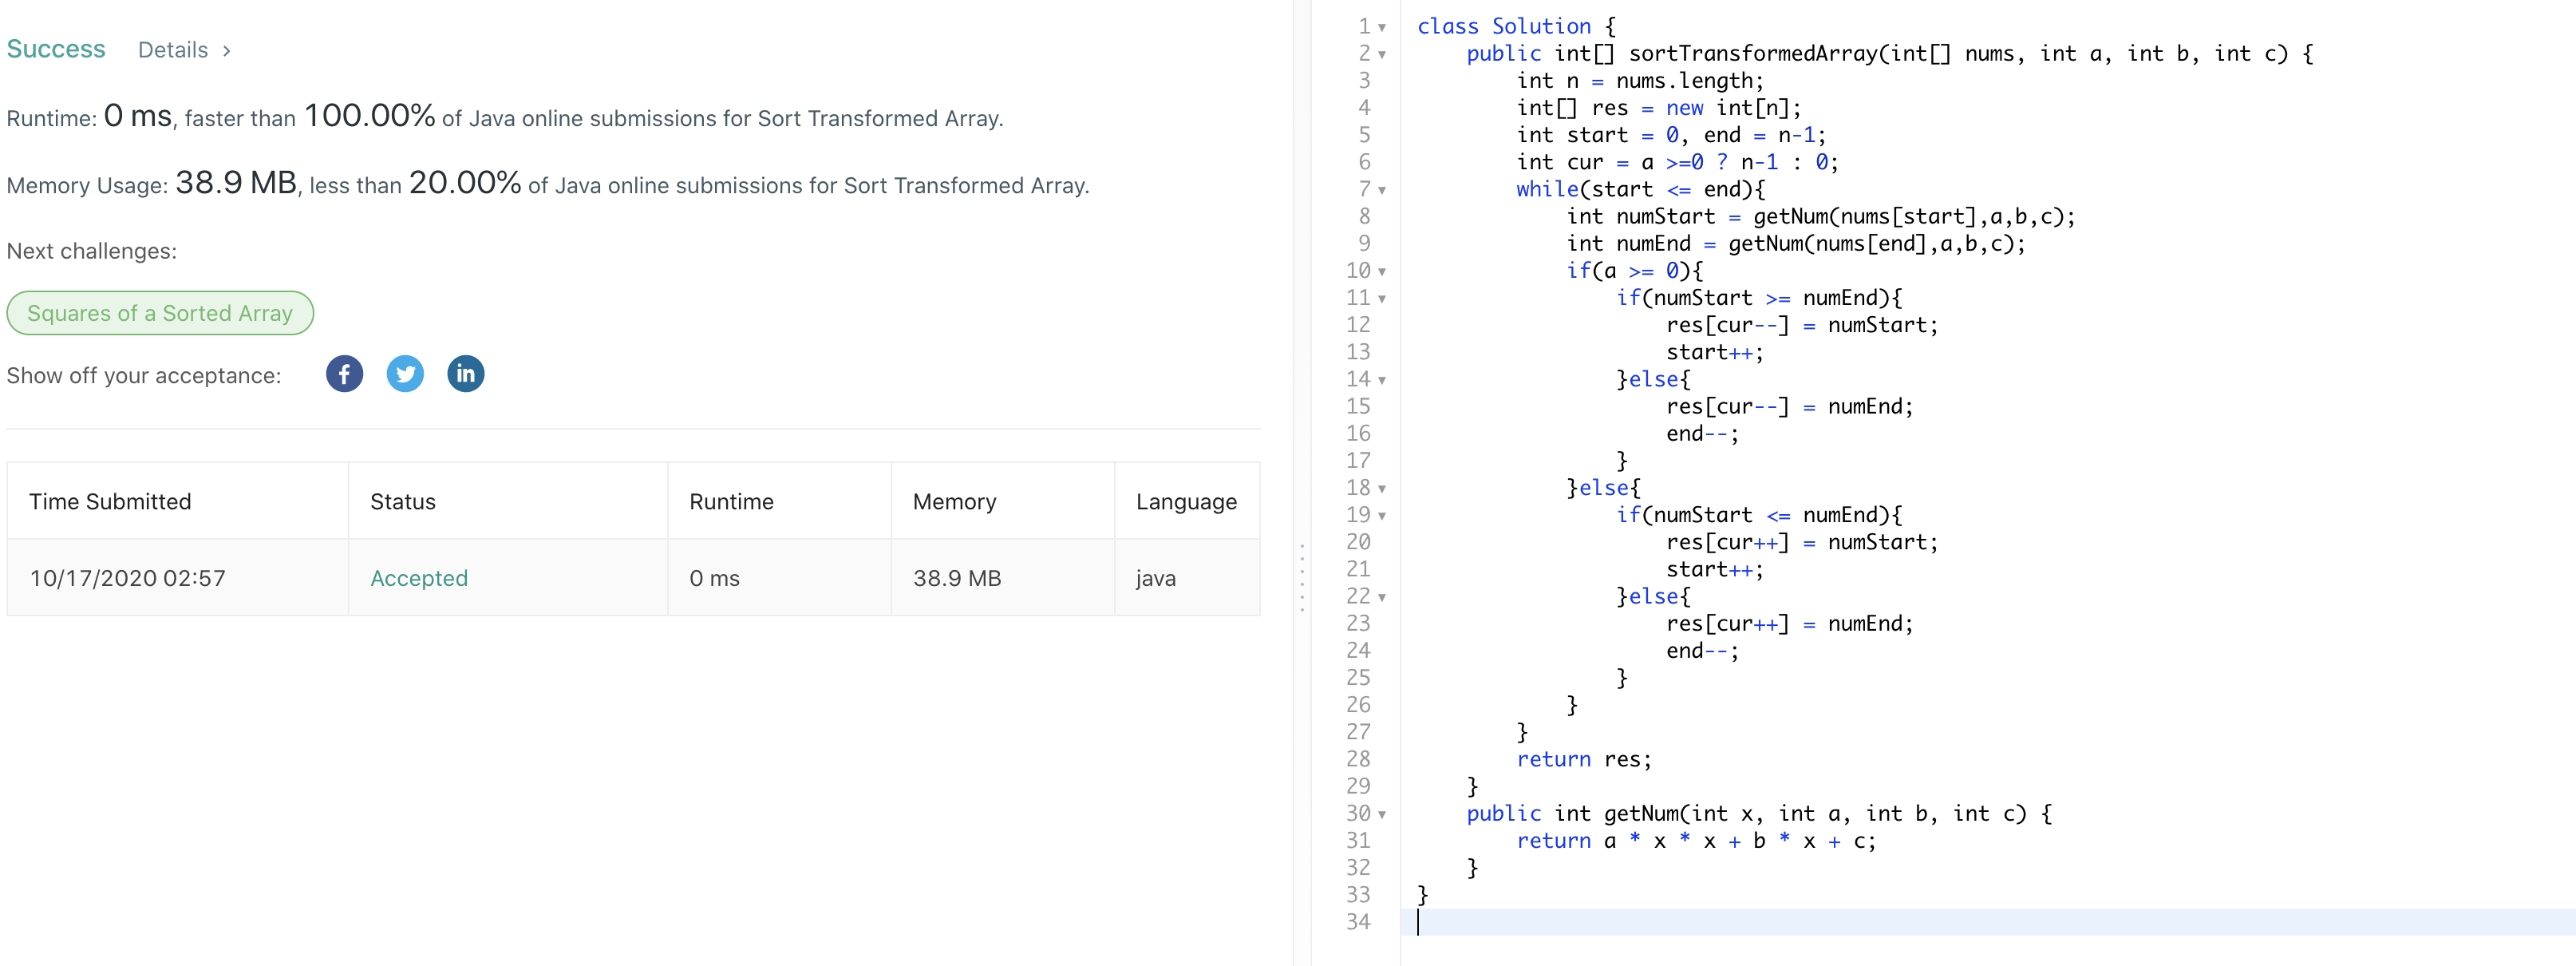 Success Details >
Runtime: 0 ms, faster than 100.00% of Java online submissions for Sort Transformed Array.
Memory Usage: 38.9 MB, less than 20.00% of Java online submissions for Sort Transformed Array.
Next challenges:
Squares of a Sorted Array
Show off your acceptance: f in
Time Submitted Status Runtime Memory Language
10/17/2020 02:57 Accepted 0 ms 38.9 MB java
1 class Solution {
2     public int[] sortTransformedArray(int[] nums, int a, int b, int c) {
3         int n = nums.length;
4         int[] res = new int[n];
5         int start = 0, end = n-1;
6         int cur = a >=0 ? n-1 : 0;
7         while(start <= end){
8             int numStart = getNum(nums[start],a,b,c);
9             int numEnd = getNum(nums[end],a,b,c);
10             if(a >= 0){
11                 if(numStart >= numEnd){
12                     res[cur--] = numStart;
13                     start++;
14                 }else{
15                     res[cur--] = numEnd;
16                     end--;
17                 }
18             }else{
19                 if(numStart <= numEnd){
20                     res[cur++] = numStart;
21                     start++;
22                 }else{
23                     res[cur++] = numEnd;
24                     end--;
25                 }
26             }
27         }
28         return res;
29     }
30     public int getNum(int x, int a, int b, int c) {
31         return a * x * x + b * x + c;
32     }
33 }
34